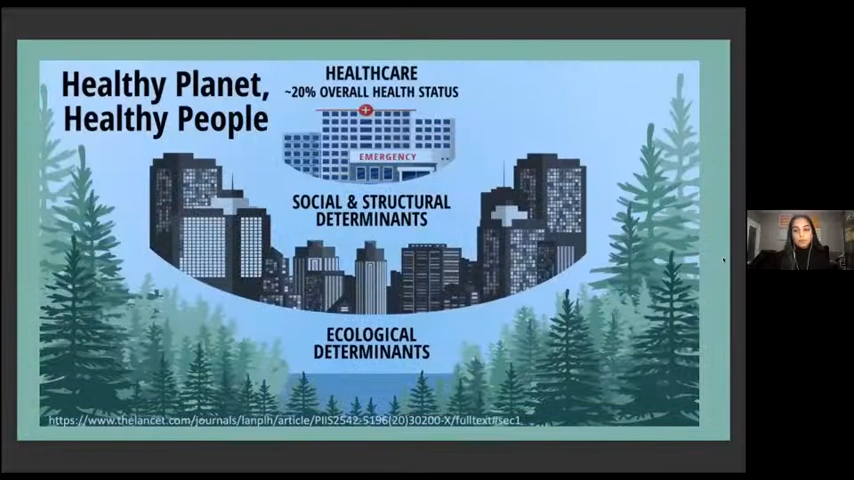 Healthy Planet,
Healthy People
HEALTHCARE
~20% OVERALL HEALTH STATUS
EMERGENCY
SOCIAL & STRUCTURAL
DETERMINANTS
ECOLOGICAL
DETERMINANTS
https://www.thelancet.com/journals/lanplh/article/PIIS2542-5196(20)30200-X/fulltext#sec1